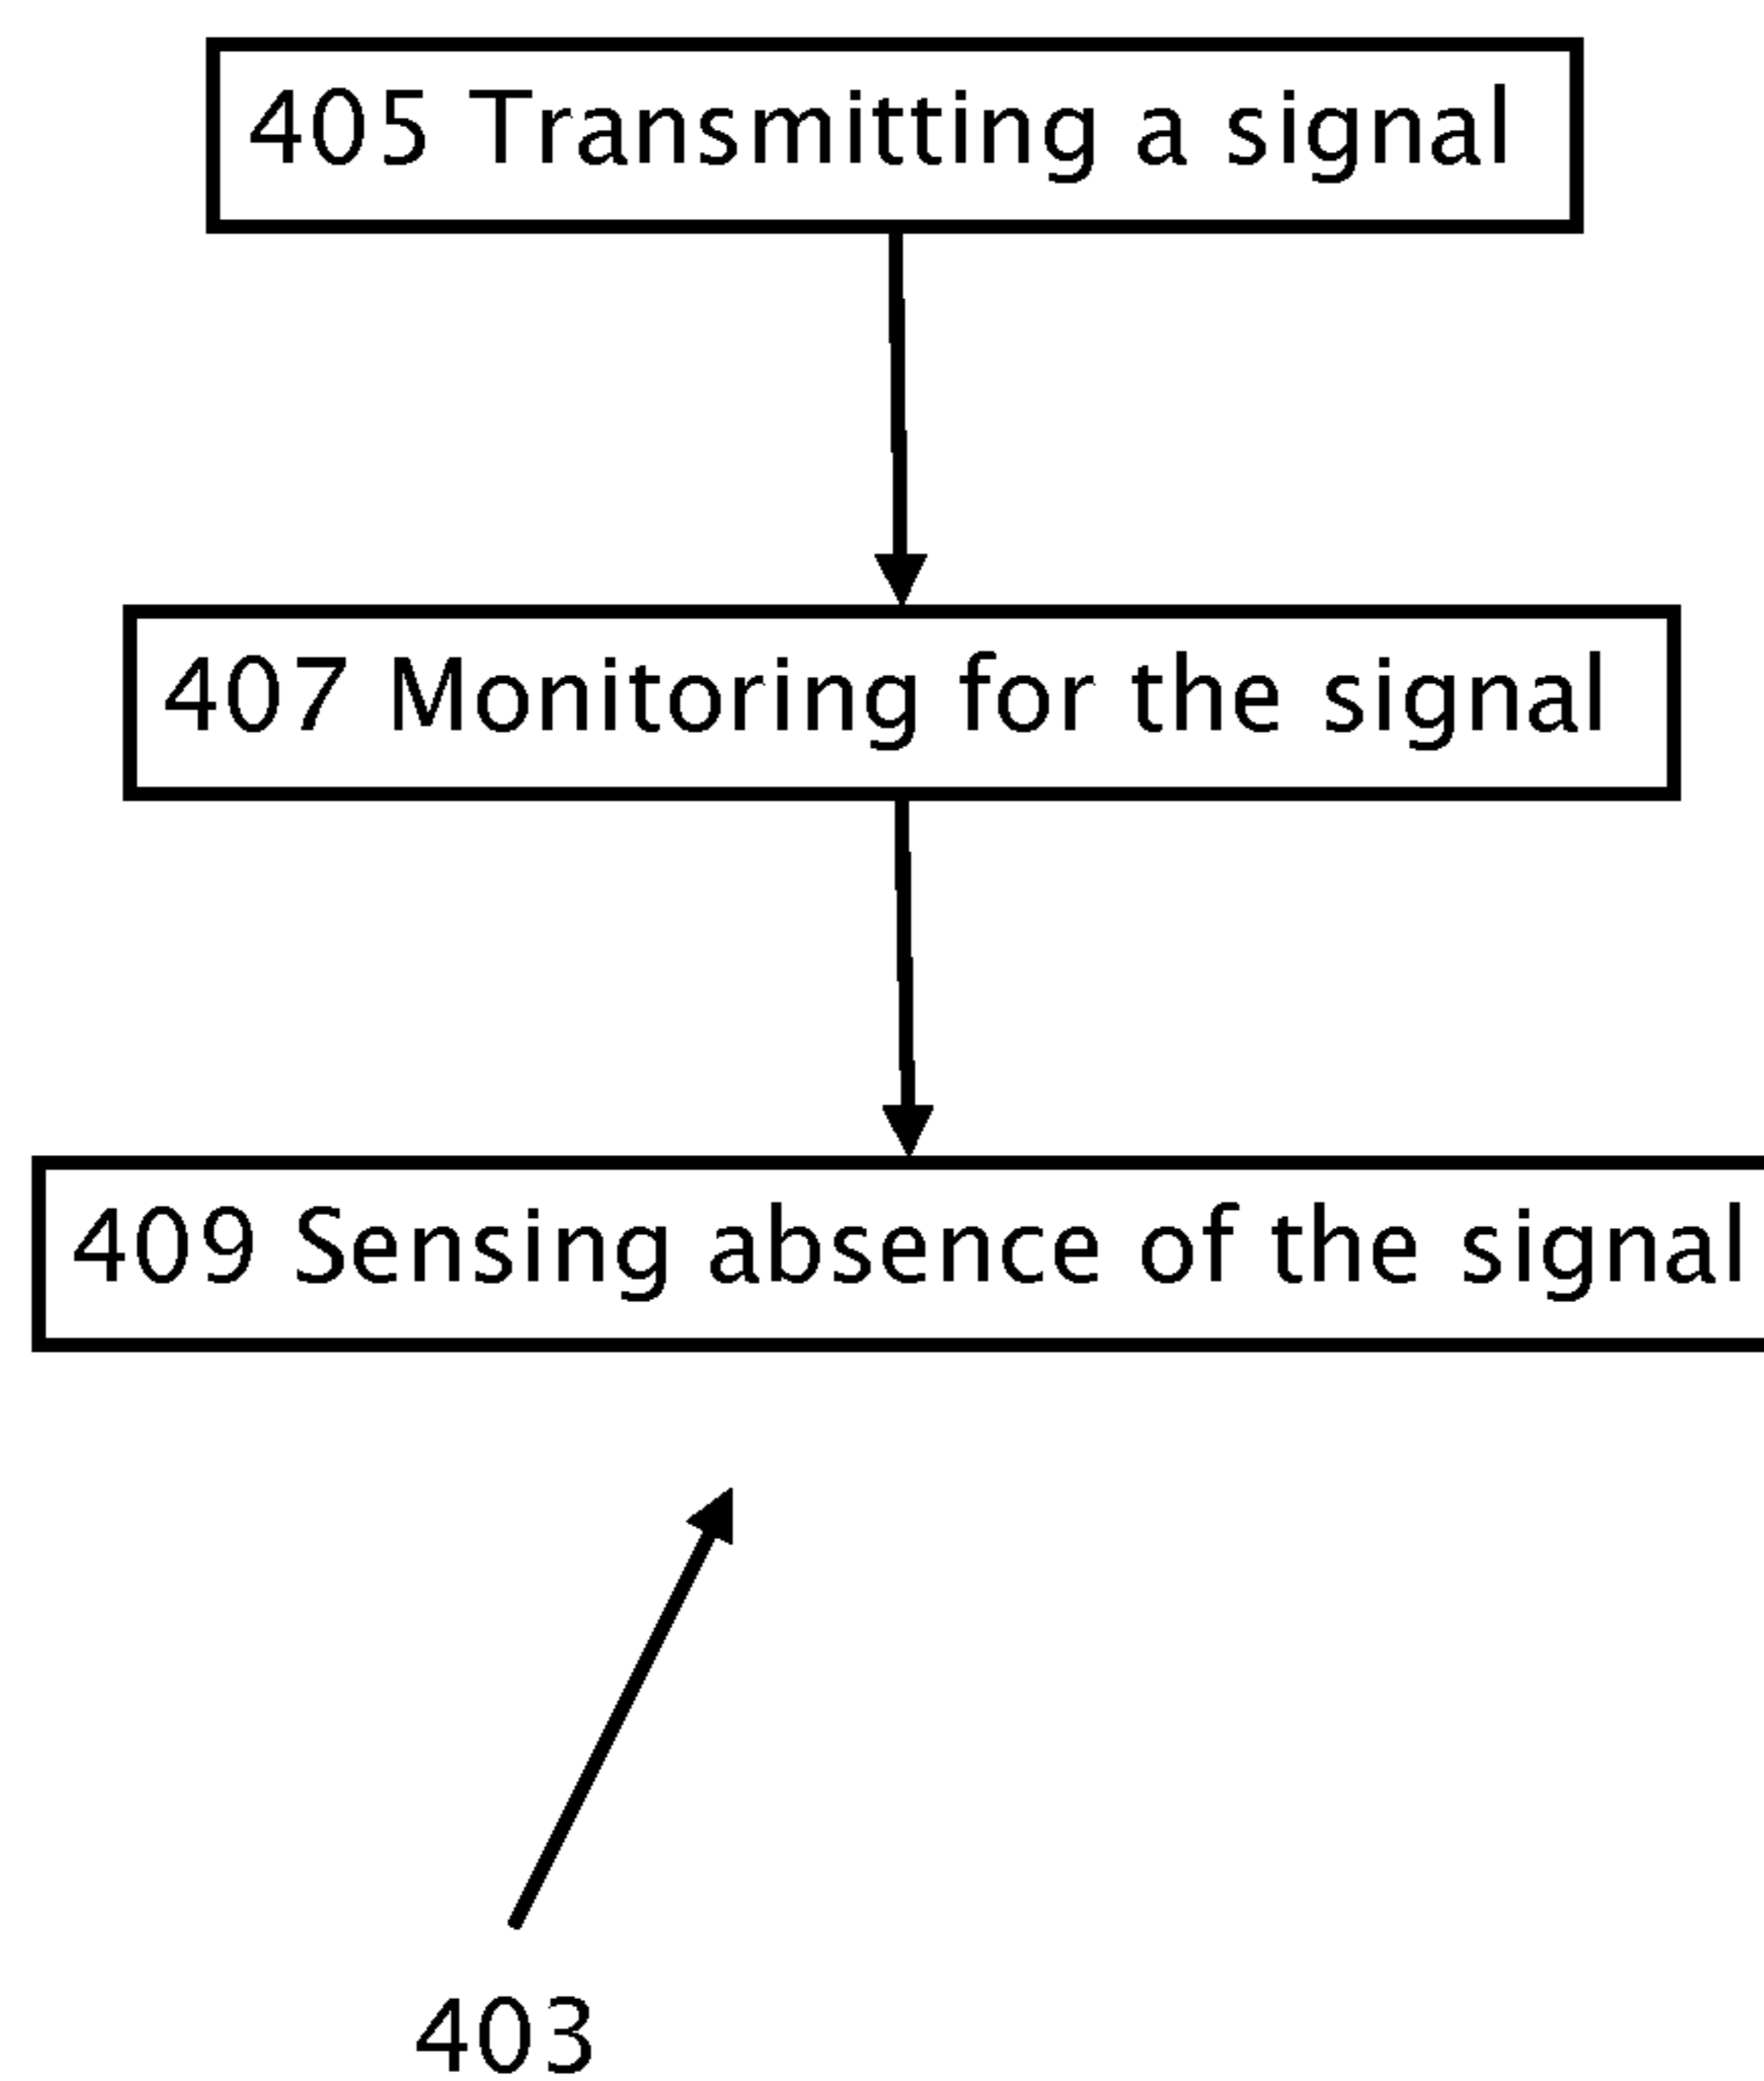 405 Transmitting a signal
407 Monitoring for the signal
409 Sensing absence of the signal
403